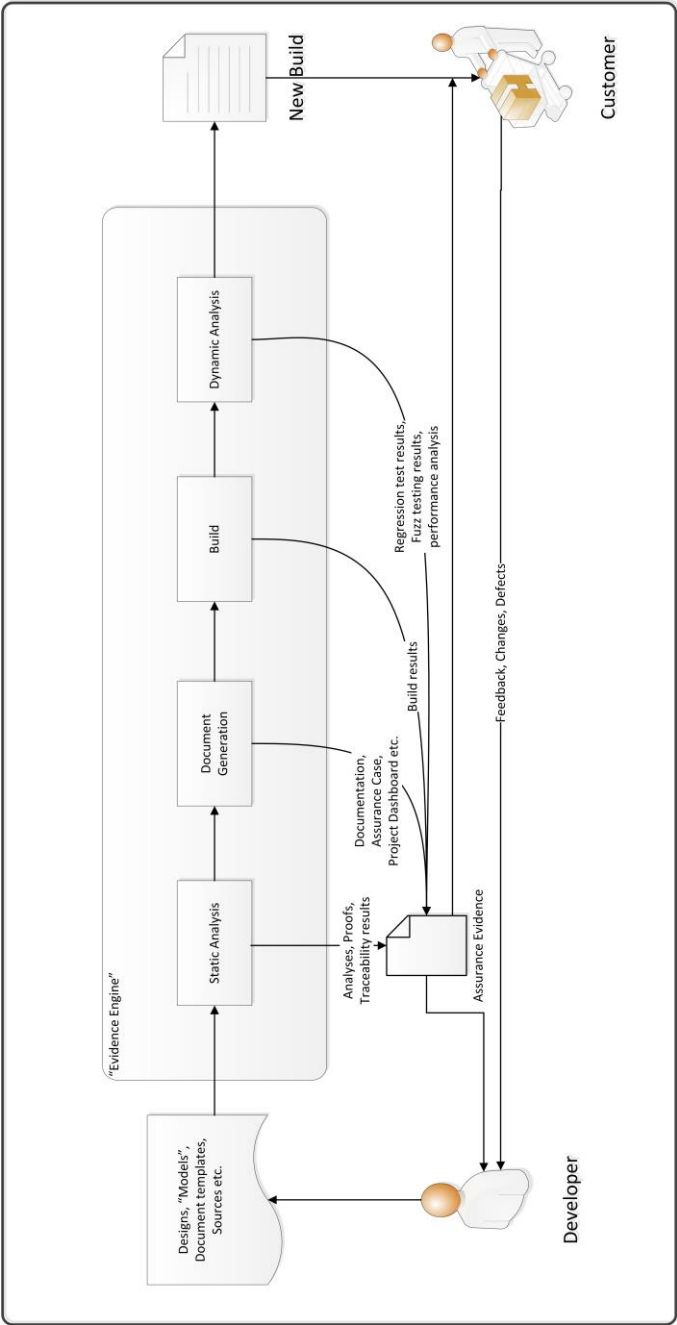 "Evidence Engine"
Designs, "Models",
Document templates,
Sources etc.
Static Analysis
Document
Generation
Build
Dynamic Analysis
New Build
Analyses, Proofs,
Traceability results
Documentation,
Assurance Case,
Project Dashboard etc.
Build results
Regression test results,
Fuzz testing results,
performance analysis
Assurance Evidence
Feedback, Changes, Defects
Developer
Customer